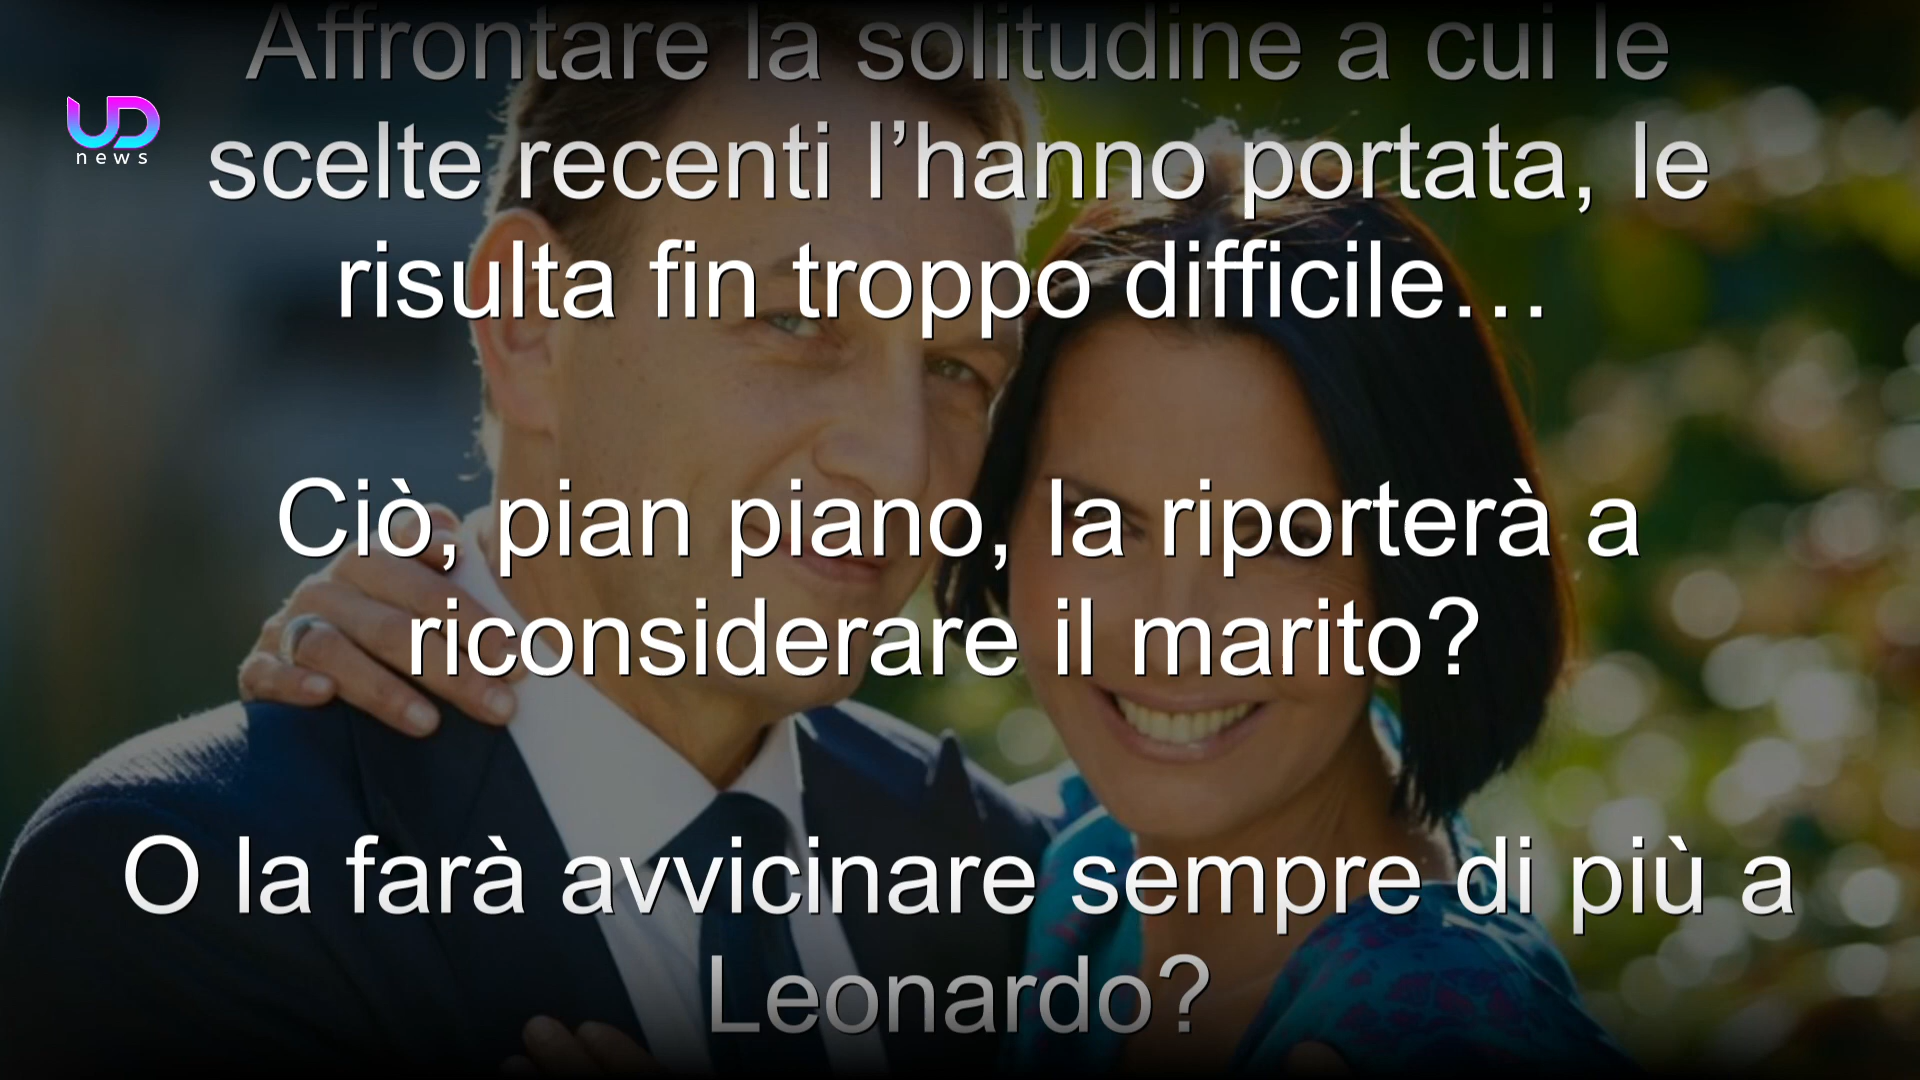 Affrontare la solitudine a cui le
UD
news
scelte recenti l’hanno portata, le
risulta fin troppo difficile…
Ciò, pian piano, la riporterà a
riconsiderare il marito?
O la farà avvicinare sempre di più a
Leonardo?